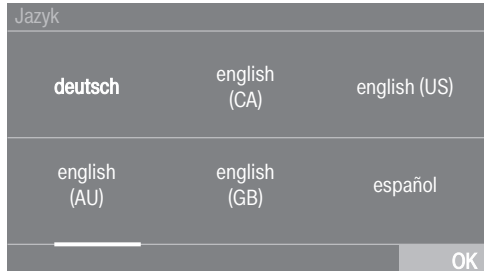 Jazyk
deutsch
english
(CA)
english (US)
english
(AU)
english
(GB)
español
OK